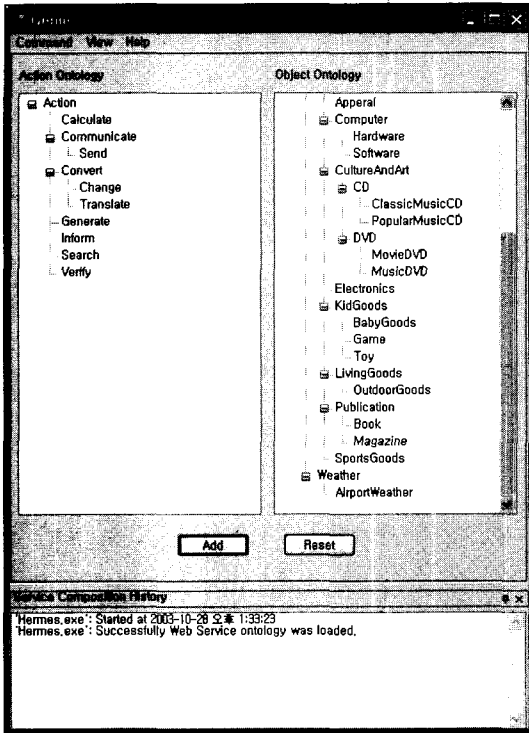 Command View Help
Action Ontology
Action
Calculate
Communicate
Send
Convert
Change
Translate
Generate
Inform
Search
Verify
Object Ontology
Apperal
Computer
Hardware
Software
CultureAndArt
CD
ClassicMusicCD
PopularMusicCD
DVD
MovieDVD
MusicDVD
Electronics
KidGoods
BabyGoods
Game
Toy
LivingGoods
OutdoorGoods
Publication
Book
Magazine
SportsGoods
Weather
AirportWeather
Add
Reset
Service Composition History
'Hermes.exe': Started at 2003-10-28 오후 1:33:23
'Hermes.exe': Successfully Web Service ontology was loaded.